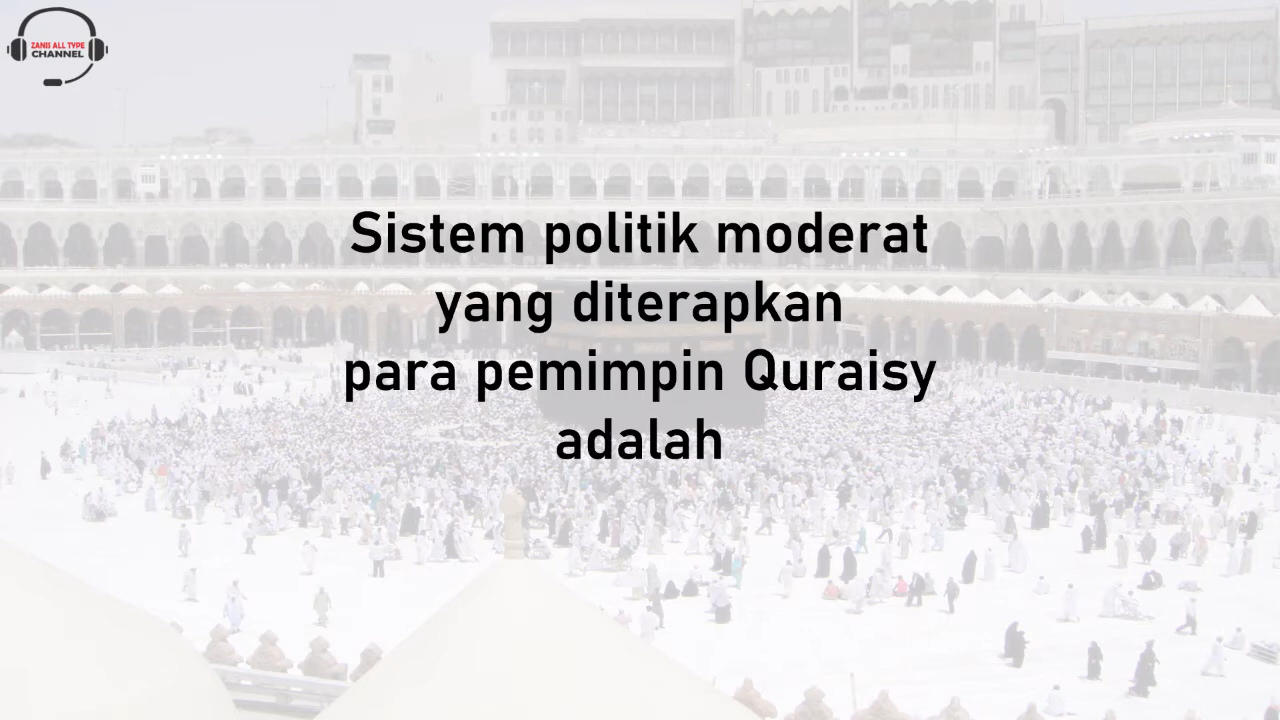 ZANIS ALL TYPE
CHANNEL
Sistem politik moderat
yang diterapkan
para pemimpin Quraisy
adalah